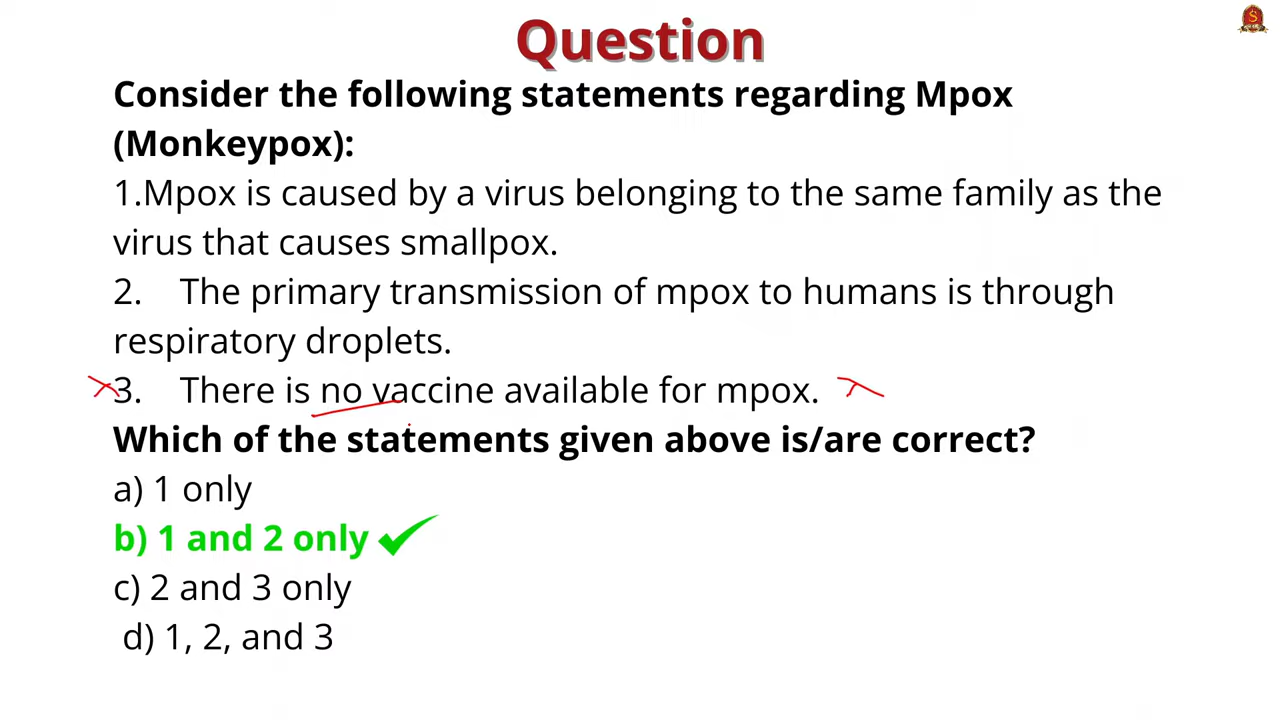 Question
Consider the following statements regarding Mpox
(Monkeypox):
1.Mpox is caused by a virus belonging to the same family as the
virus that causes smallpox.
2. The primary transmission of mpox to humans is through
respiratory droplets.
3. There is no vaccine available for mpox.
Which of the statements given above is/are correct?
a) 1 only
b) 1 and 2 only
c) 2 and 3 only
d) 1, 2, and 3